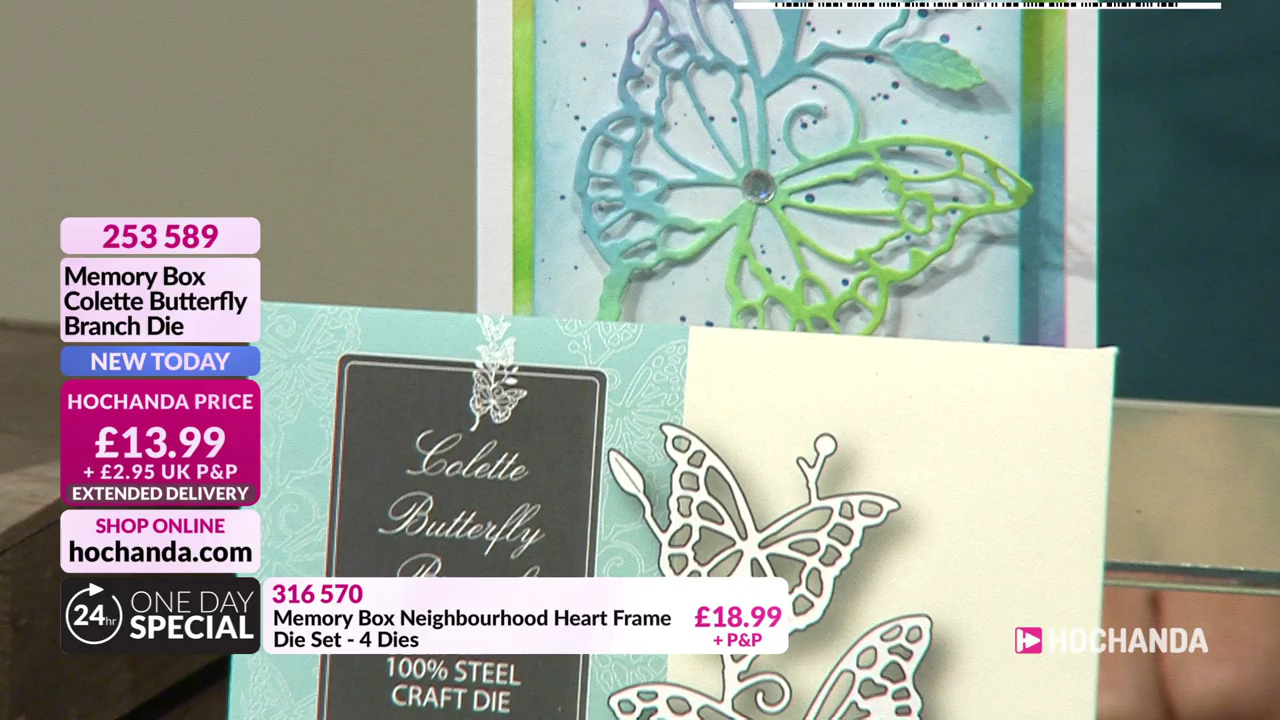 253 589
Memory Box
Colette Butterfly
Branch Die
NEW TODAY
HOCHANDA PRICE
£13.99
+ £2.95 UK P&P
EXTENDED DELIVERY
SHOP ONLINE
hochanda.com
24hr
ONE DAY
SPECIAL
316 570
Memory Box Neighbourhood Heart Frame
Die Set - 4 Dies
£18.99
+ P&P
Colette
Butterfly
100% STEEL
CRAFT DIE
HOCHANDA